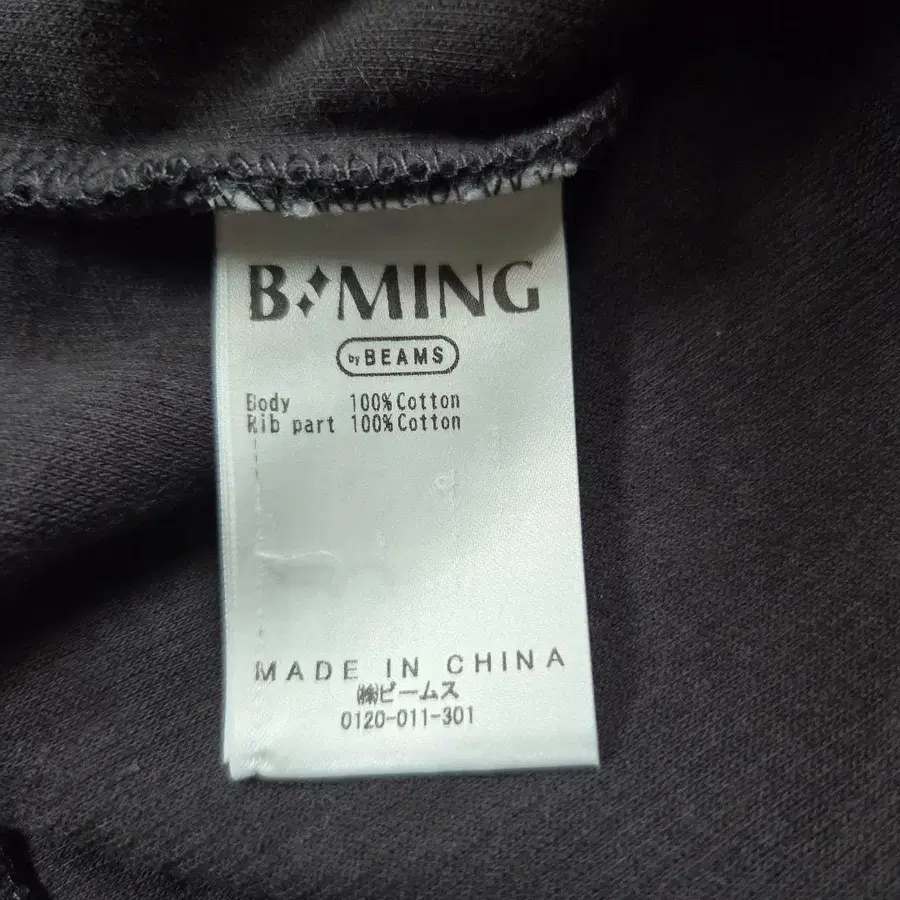 B:MING
by BEAMS
Body 100%Cotton
Rib part 100%Cotton
MADE IN CHINA
㈱ビームス
0120-011-301